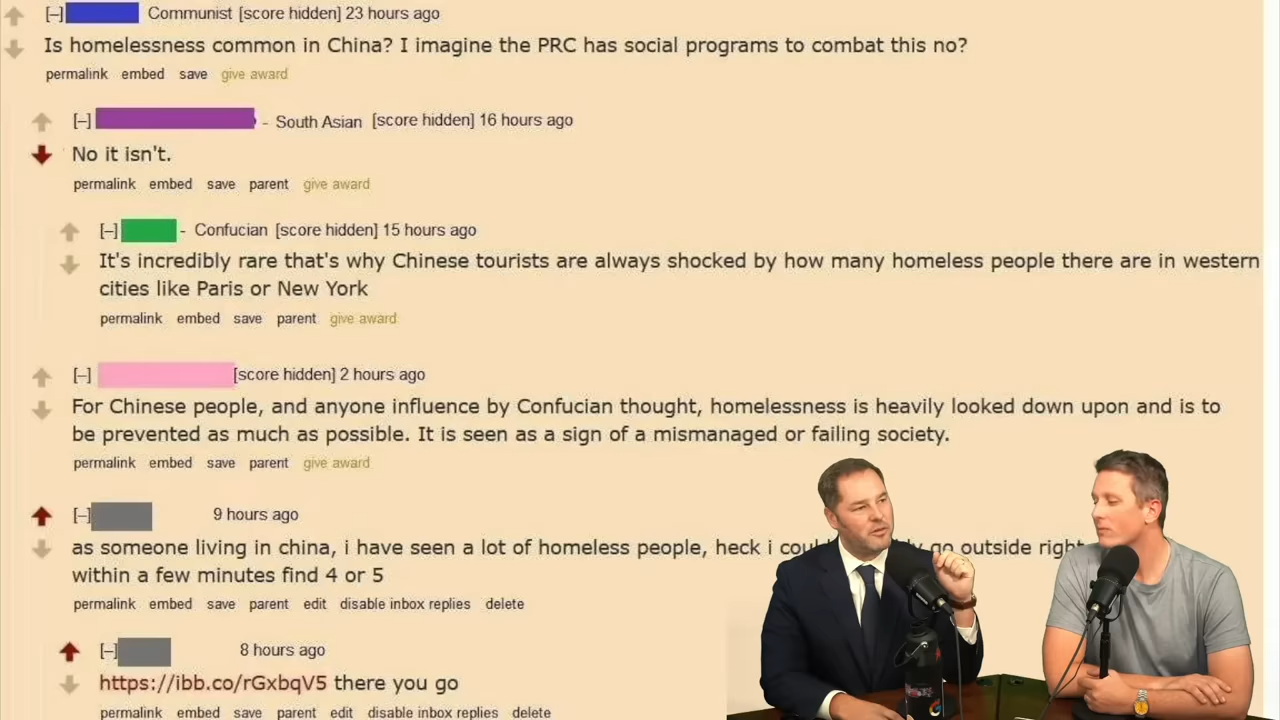 [–] Communist [score hidden] 23 hours ago
Is homelessness common in China? I imagine the PRC has social programs to combat this no?
permalink embed save give award
[–] - South Asian [score hidden] 16 hours ago
No it isn't.
permalink embed save parent give award
[–] - Confucian [score hidden] 15 hours ago
It's incredibly rare that's why Chinese tourists are always shocked by how many homeless people there are in western
cities like Paris or New York
permalink embed save parent give award
[–] [score hidden] 2 hours ago
For Chinese people, and anyone influence by Confucian thought, homelessness is heavily looked down upon and is to
be prevented as much as possible. It is seen as a sign of a mismanaged or failing society.
permalink embed save parent give award
[–] 9 hours ago
as someone living in china, i have seen a lot of homeless people, heck i go outside right
within a few minutes find 4 or 5
permalink embed save parent edit disable inbox replies delete
[–] 8 hours ago
https://ibb.co/rGxbqV5 there you go
permalink embed save parent edit disable inbox replies delete